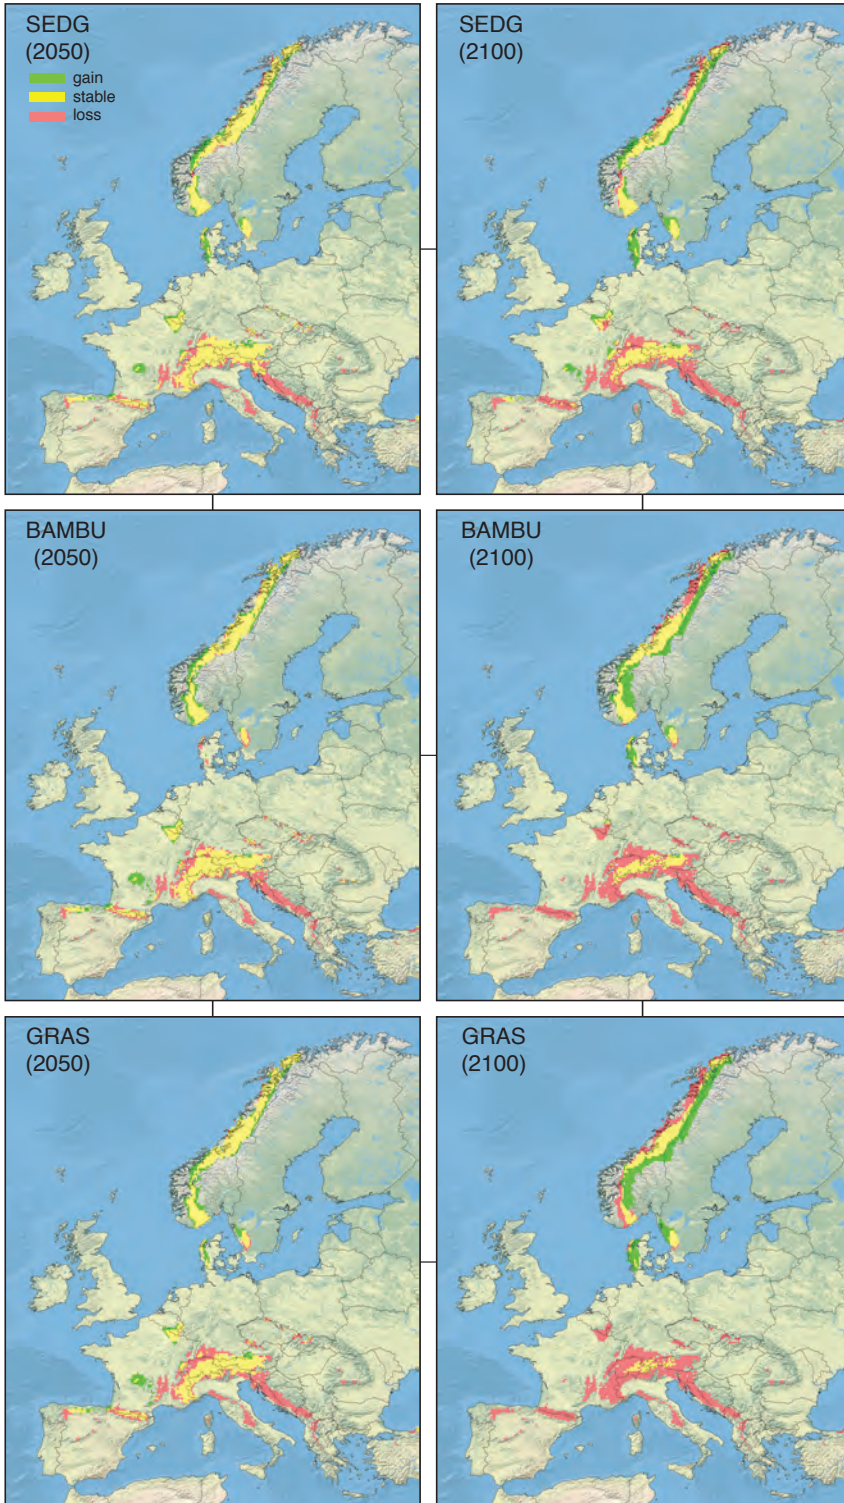 SEDG
(2050)
gain
stable
loss
SEDG
(2100)
BAMBU
(2050)
BAMBU
(2100)
GRAS
(2050)
GRAS
(2100)